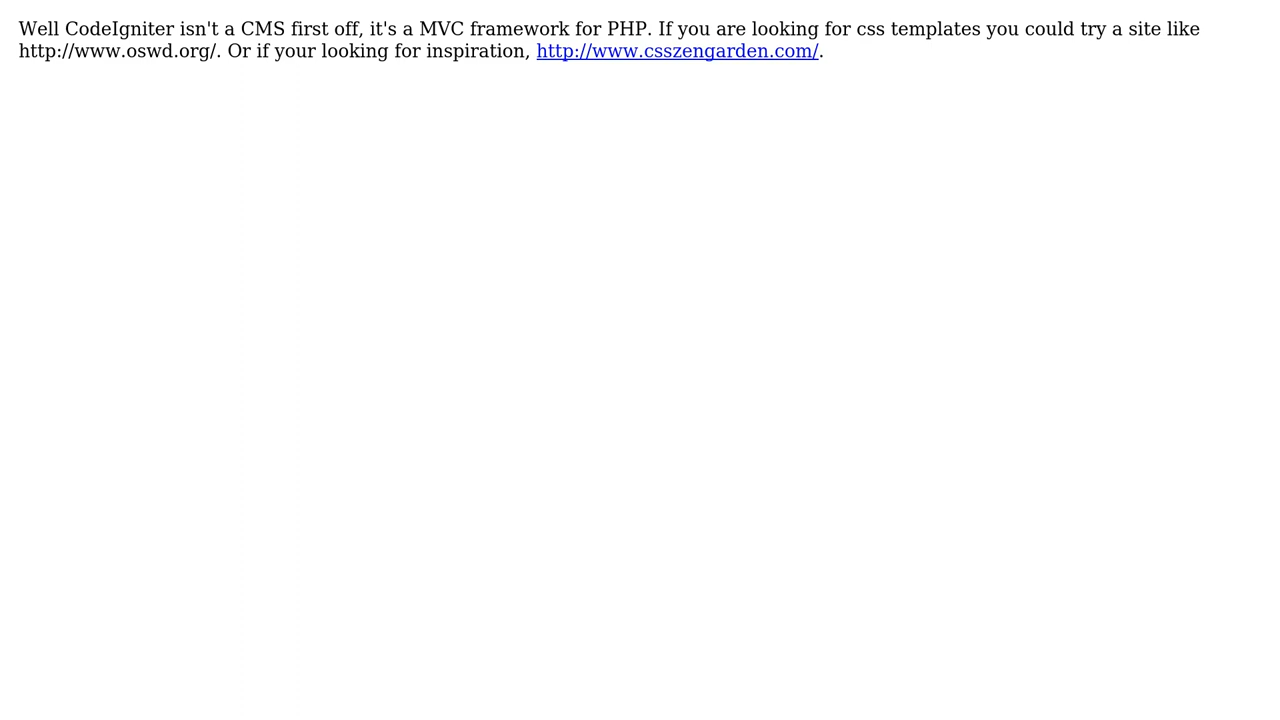 Well CodeIgniter isn't a CMS first off, it's a MVC framework for PHP. If you are looking for css templates you could try a site like
http://www.oswd.org/. Or if your looking for inspiration, http://www.csszengarden.com/.